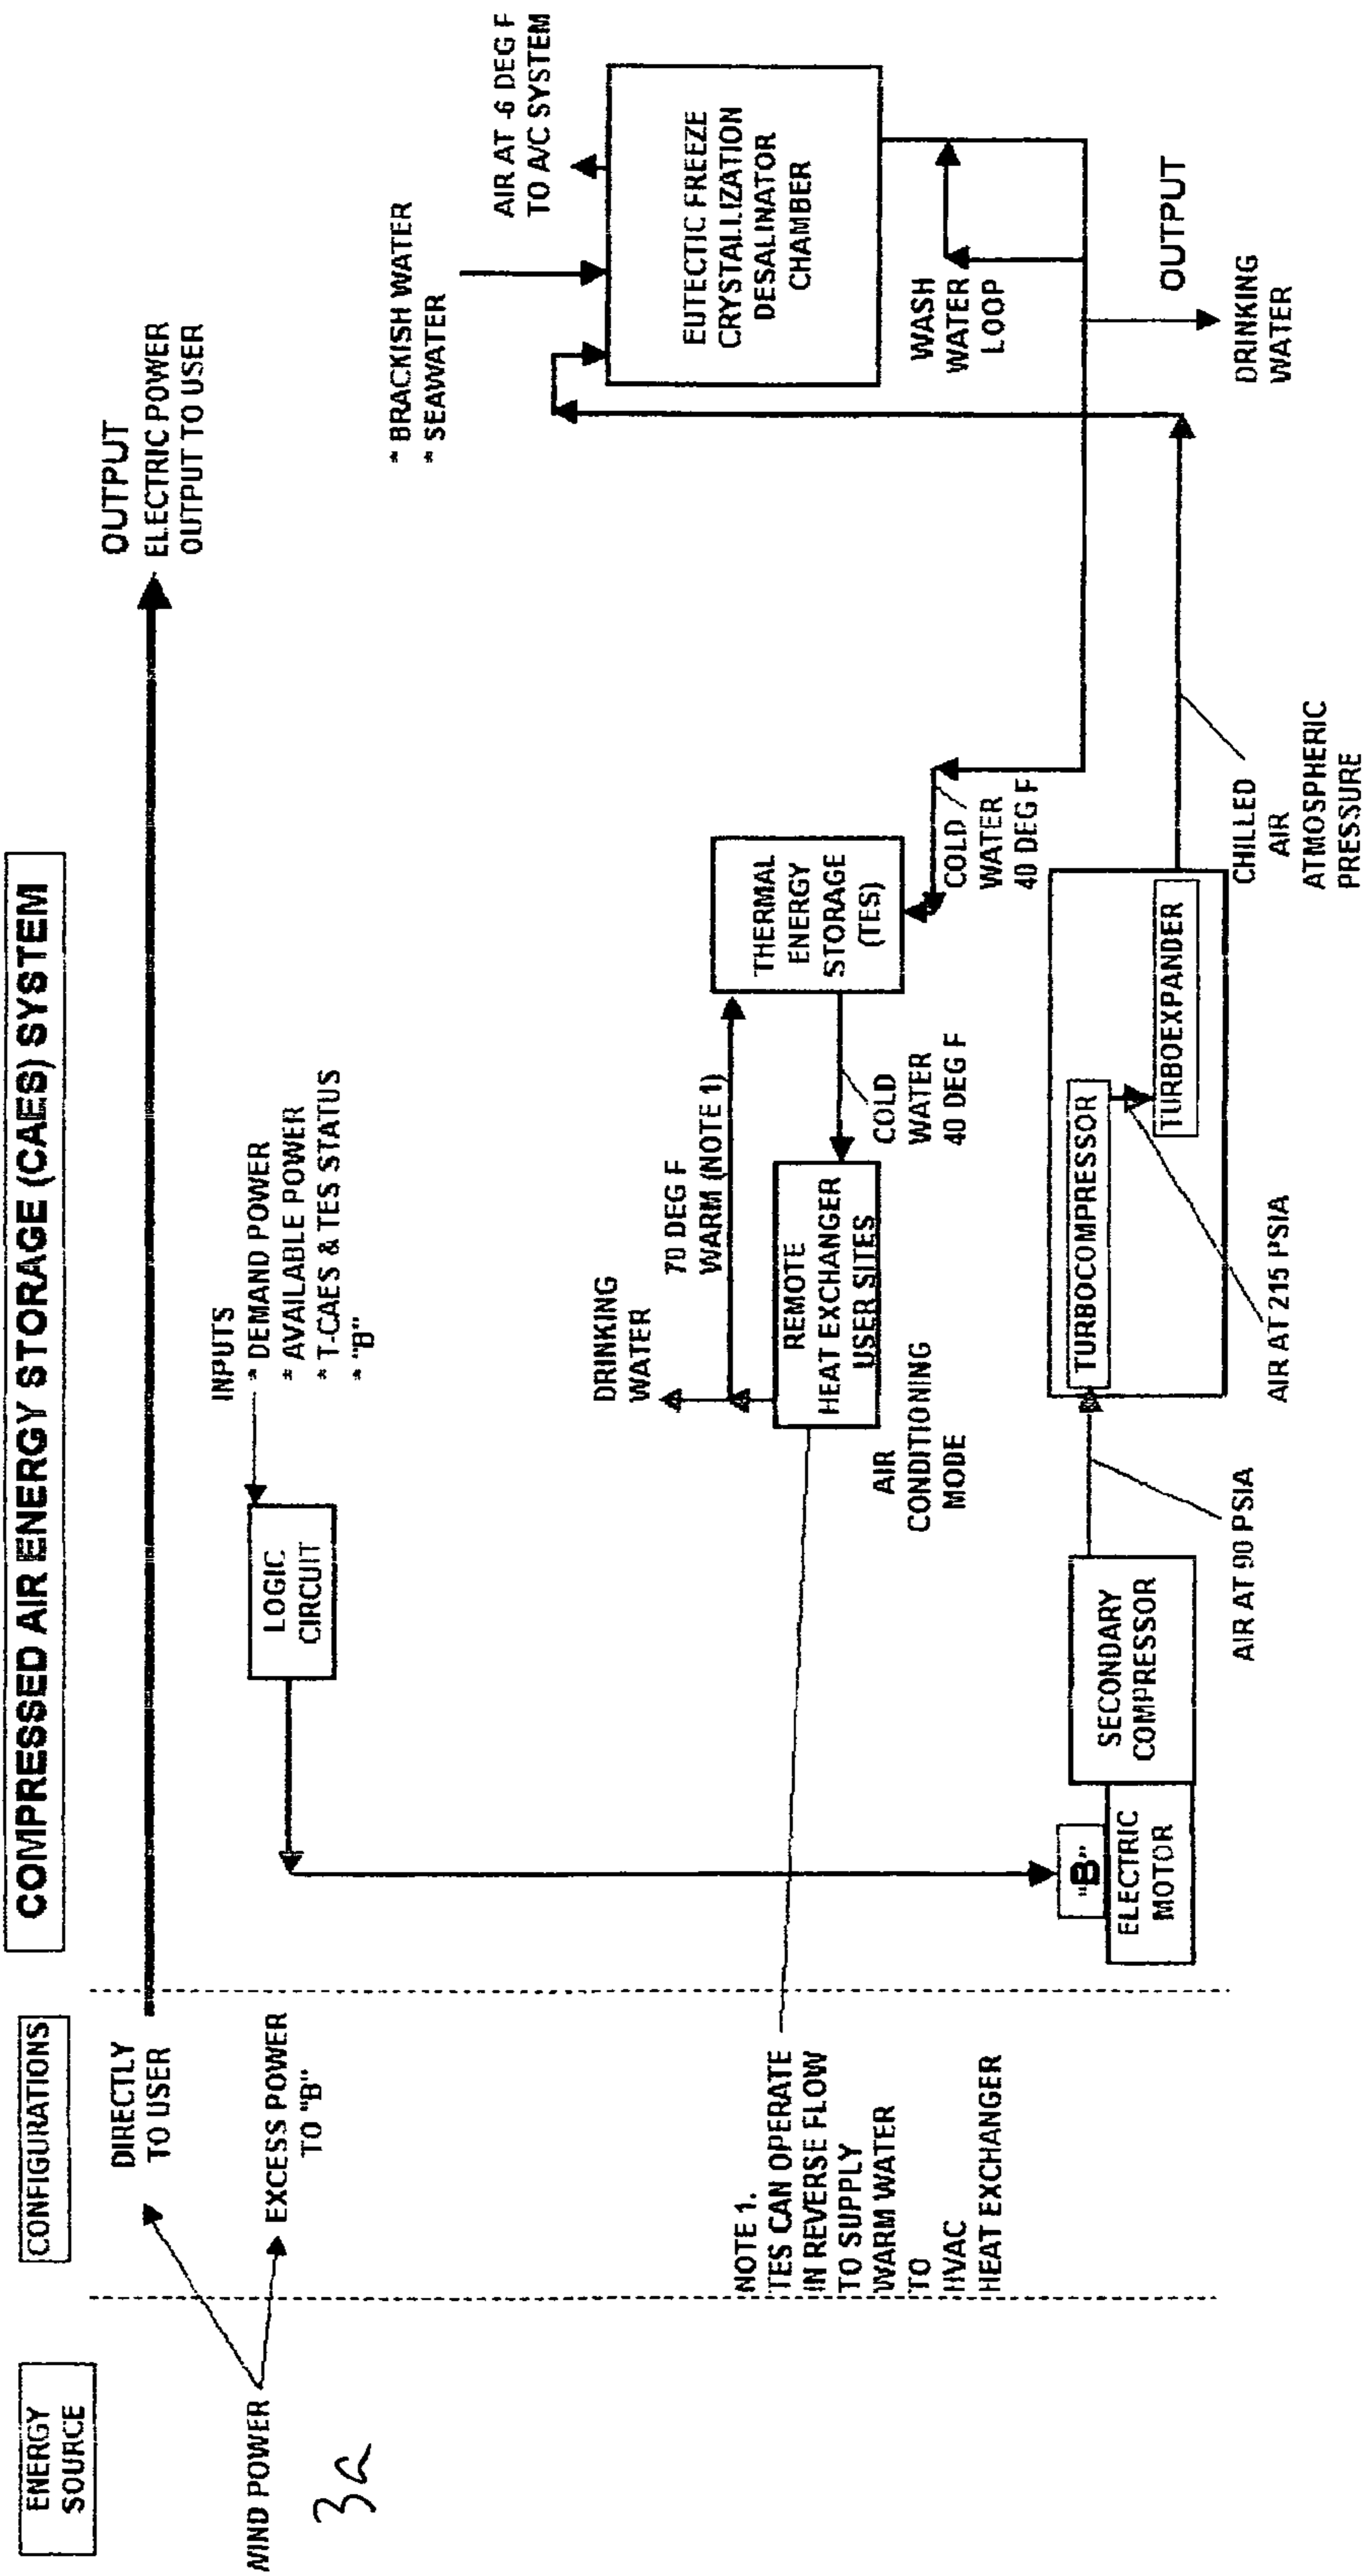 COMPRESSED AIR ENERGY STORAGE (CAES) SYSTEM
ENERGY
SOURCE
CONFIGURATIONS
WIND POWER
3a
DIRECTLY
TO USER
EXCESS POWER
TO "B"
OUTPUT
ELECTRIC POWER
OUTPUT TO USER
INPUTS
* DEMAND POWER
* AVAILABLE POWER
* T-CAES & TES STATUS
* "B"
LOGIC
CIRCUIT
NOTE 1.
TES CAN OPERATE
IN REVERSE FLOW
TO SUPPLY
WARM WATER
TO
HVAC
HEAT EXCHANGER
DRINKING
WATER
70 DEG F
WARM (NOTE 1)
REMOTE
HEAT EXCHANGER
USER SITES
AIR
CONDITIONING
MODE
COLD
WATER
40 DEG F
THERMAL
ENERGY
STORAGE
(TES)
COLD
WATER
40 DEG F
* BRACKISH WATER
* SEAWATER
AIR AT -6 DEG F
TO A/C SYSTEM
EUTECTIC FREEZE
CRYSTALLIZATION
DESALINATOR
CHAMBER
WASH
WATER
LOOP
OUTPUT
DRINKING
WATER
"B"
ELECTRIC
MOTOR
SECONDARY
COMPRESSOR
AIR AT 90 PSIA
TURBOCOMPRESSOR
TURBOEXPANDER
AIR AT 215 PSIA
CHILLED
AIR
ATMOSPHERIC
PRESSURE